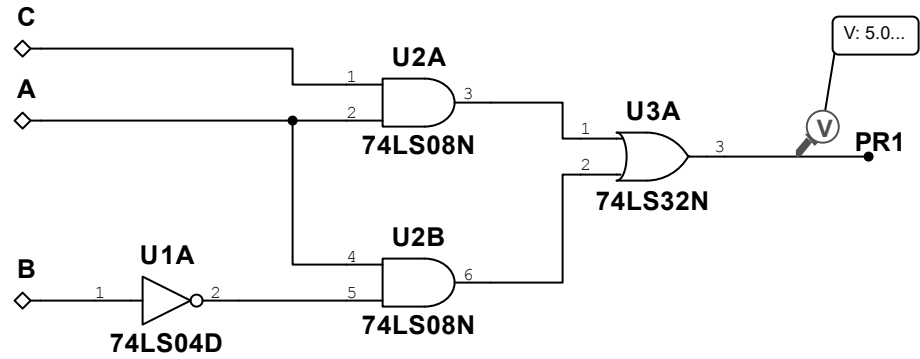 C
V: 5.0...
U2A
A
1
3
U3A
2
1
V
PR1
74LS08N
3
2
74LS32N
U2B
B
U1A
4
6
1
2
5
74LS08N
74LS04D